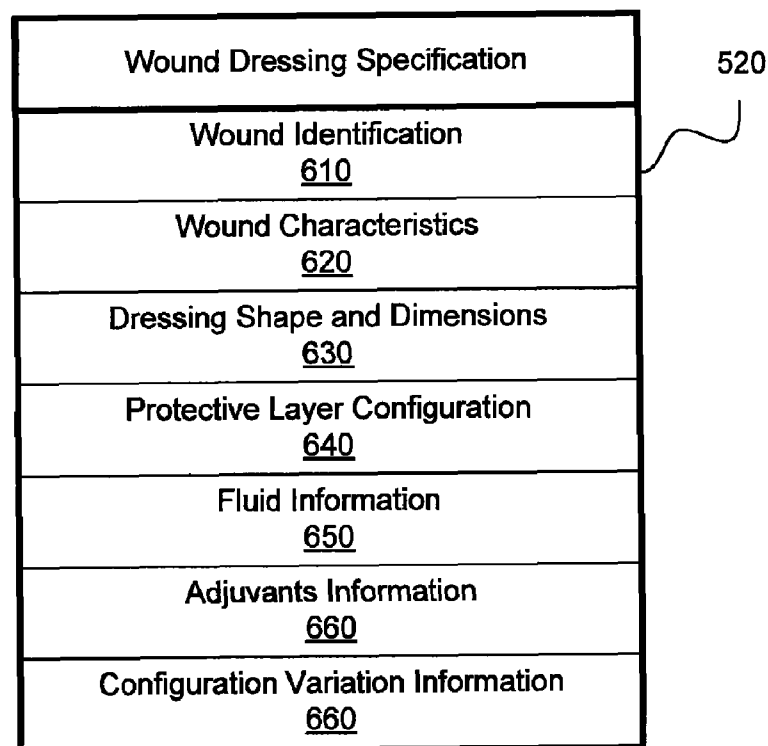 Wound Dressing Specification
520
Wound Identification
610
Wound Characteristics
620
Dressing Shape and Dimensions
630
Protective Layer Configuration
640
Fluid Information
650
Adjuvants Information
660
Configuration Variation Information
660